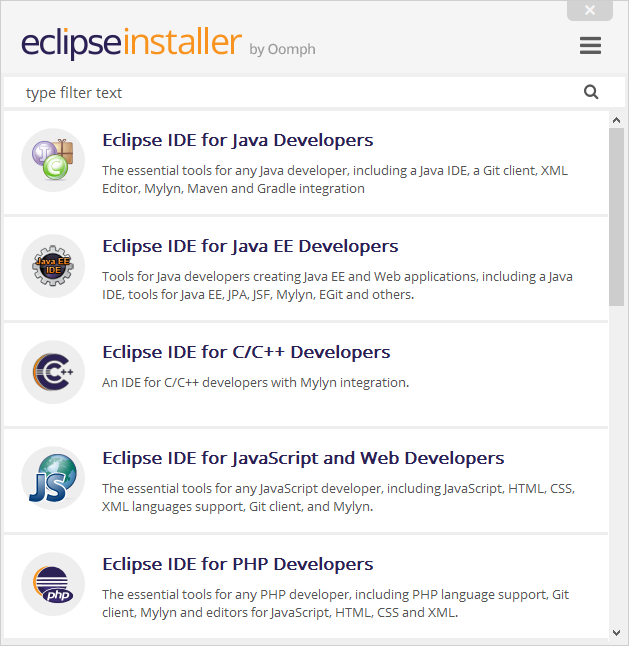 eclipseinstaller by Oomph
type filter text
Eclipse IDE for Java Developers
The essential tools for any Java developer, including a Java IDE, a Git client, XML
Editor, Mylyn, Maven and Gradle integration
J
C
Eclipse IDE for Java EE Developers
Java EE
IDE
Tools for Java developers creating Java EE and Web applications, including a Java
IDE, tools for Java EE, JPA, JSF, Mylyn, EGit and others.
Eclipse IDE for C/C++ Developers
C++
An IDE for C/C++ developers with Mylyn integration.
Eclipse IDE for JavaScript and Web Developers
JS
The essential tools for any JavaScript developer, including JavaScript, HTML, CSS,
XML languages support, Git client, and Mylyn.
Eclipse IDE for PHP Developers
php
The essential tools for any PHP developer, including PHP language support, Git
client, Mylyn and editors for JavaScript, HTML, CSS and XML.